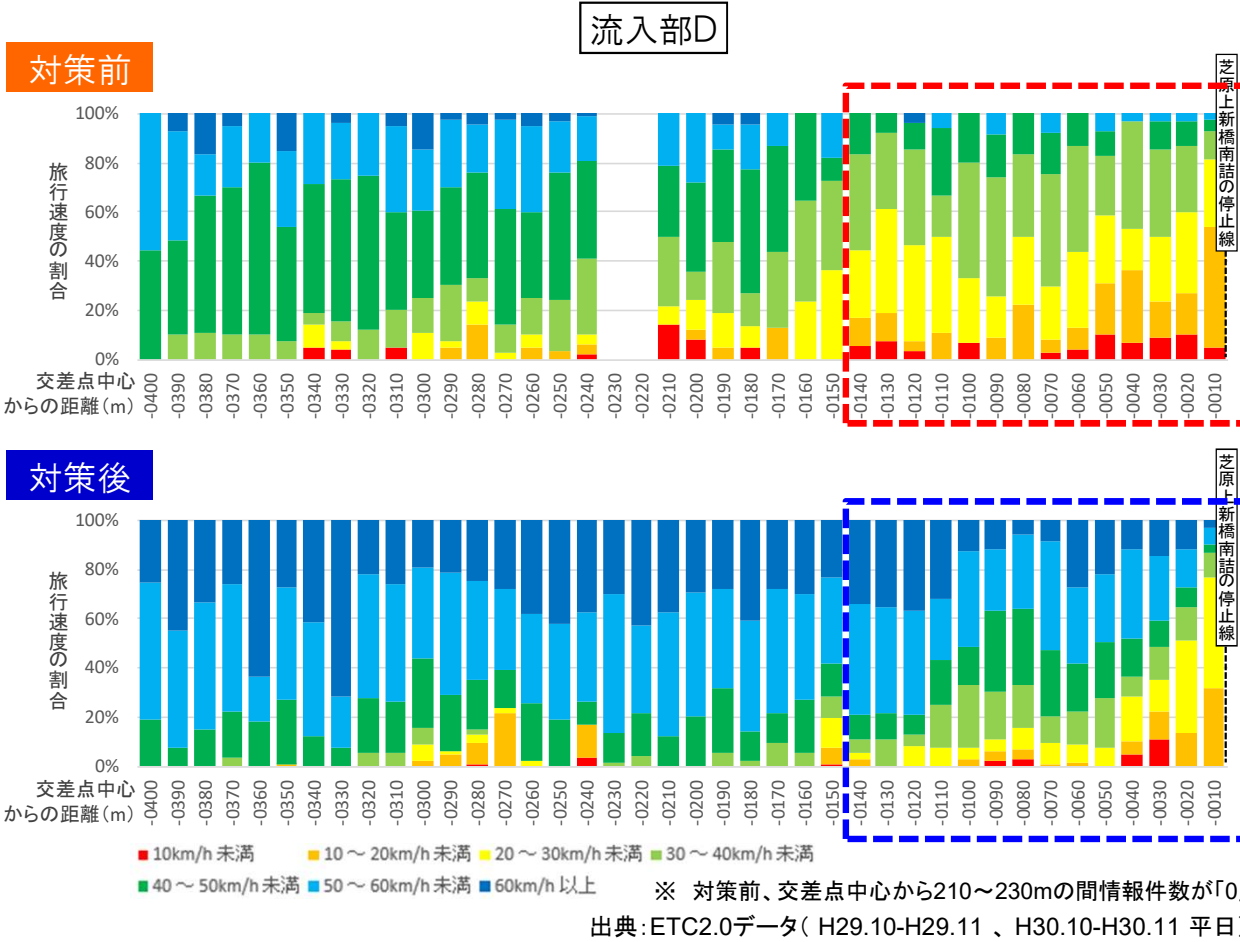 流入部D
対策前
芝原上新橋南詰の停止線
旅行速度の割合
100%
80%
60%
40%
20%
0%
交差点中心
からの距離(m)
-0400 -0390 -0380 -0370 -0360 -0350 -0340 -0330 -0320 -0310 -0300 -0290 -0280 -0270 -0260 -0250 -0240 -0230 -0220 -0210 -0200 -0190 -0180 -0170 -0160 -0150 -0140 -0130 -0120 -0110 -0100 -0090 -0080 -0070 -0060 -0050 -0040 -0030 -0020 -0010
対策後
芝原上新橋南詰の停止線
旅行速度の割合
100%
80%
60%
40%
20%
0%
交差点中心
からの距離(m)
-0400 -0390 -0380 -0370 -0360 -0350 -0340 -0330 -0320 -0310 -0300 -0290 -0280 -0270 -0260 -0250 -0240 -0230 -0220 -0210 -0200 -0190 -0180 -0170 -0160 -0150 -0140 -0130 -0120 -0110 -0100 -0090 -0080 -0070 -0060 -0050 -0040 -0030 -0020 -0010
10km/h 未満 10 ～ 20km/h 未満 20 ～ 30km/h 未満 30 ～ 40km/h 未満
40 ～ 50km/h 未満 50 ～ 60km/h 未満 60km/h 以上
※ 対策前、交差点中心から210～230mの間情報件数が「0」
出典:ETC2.0データ( H29.10-H29.11 、 H30.10-H30.11 平日)